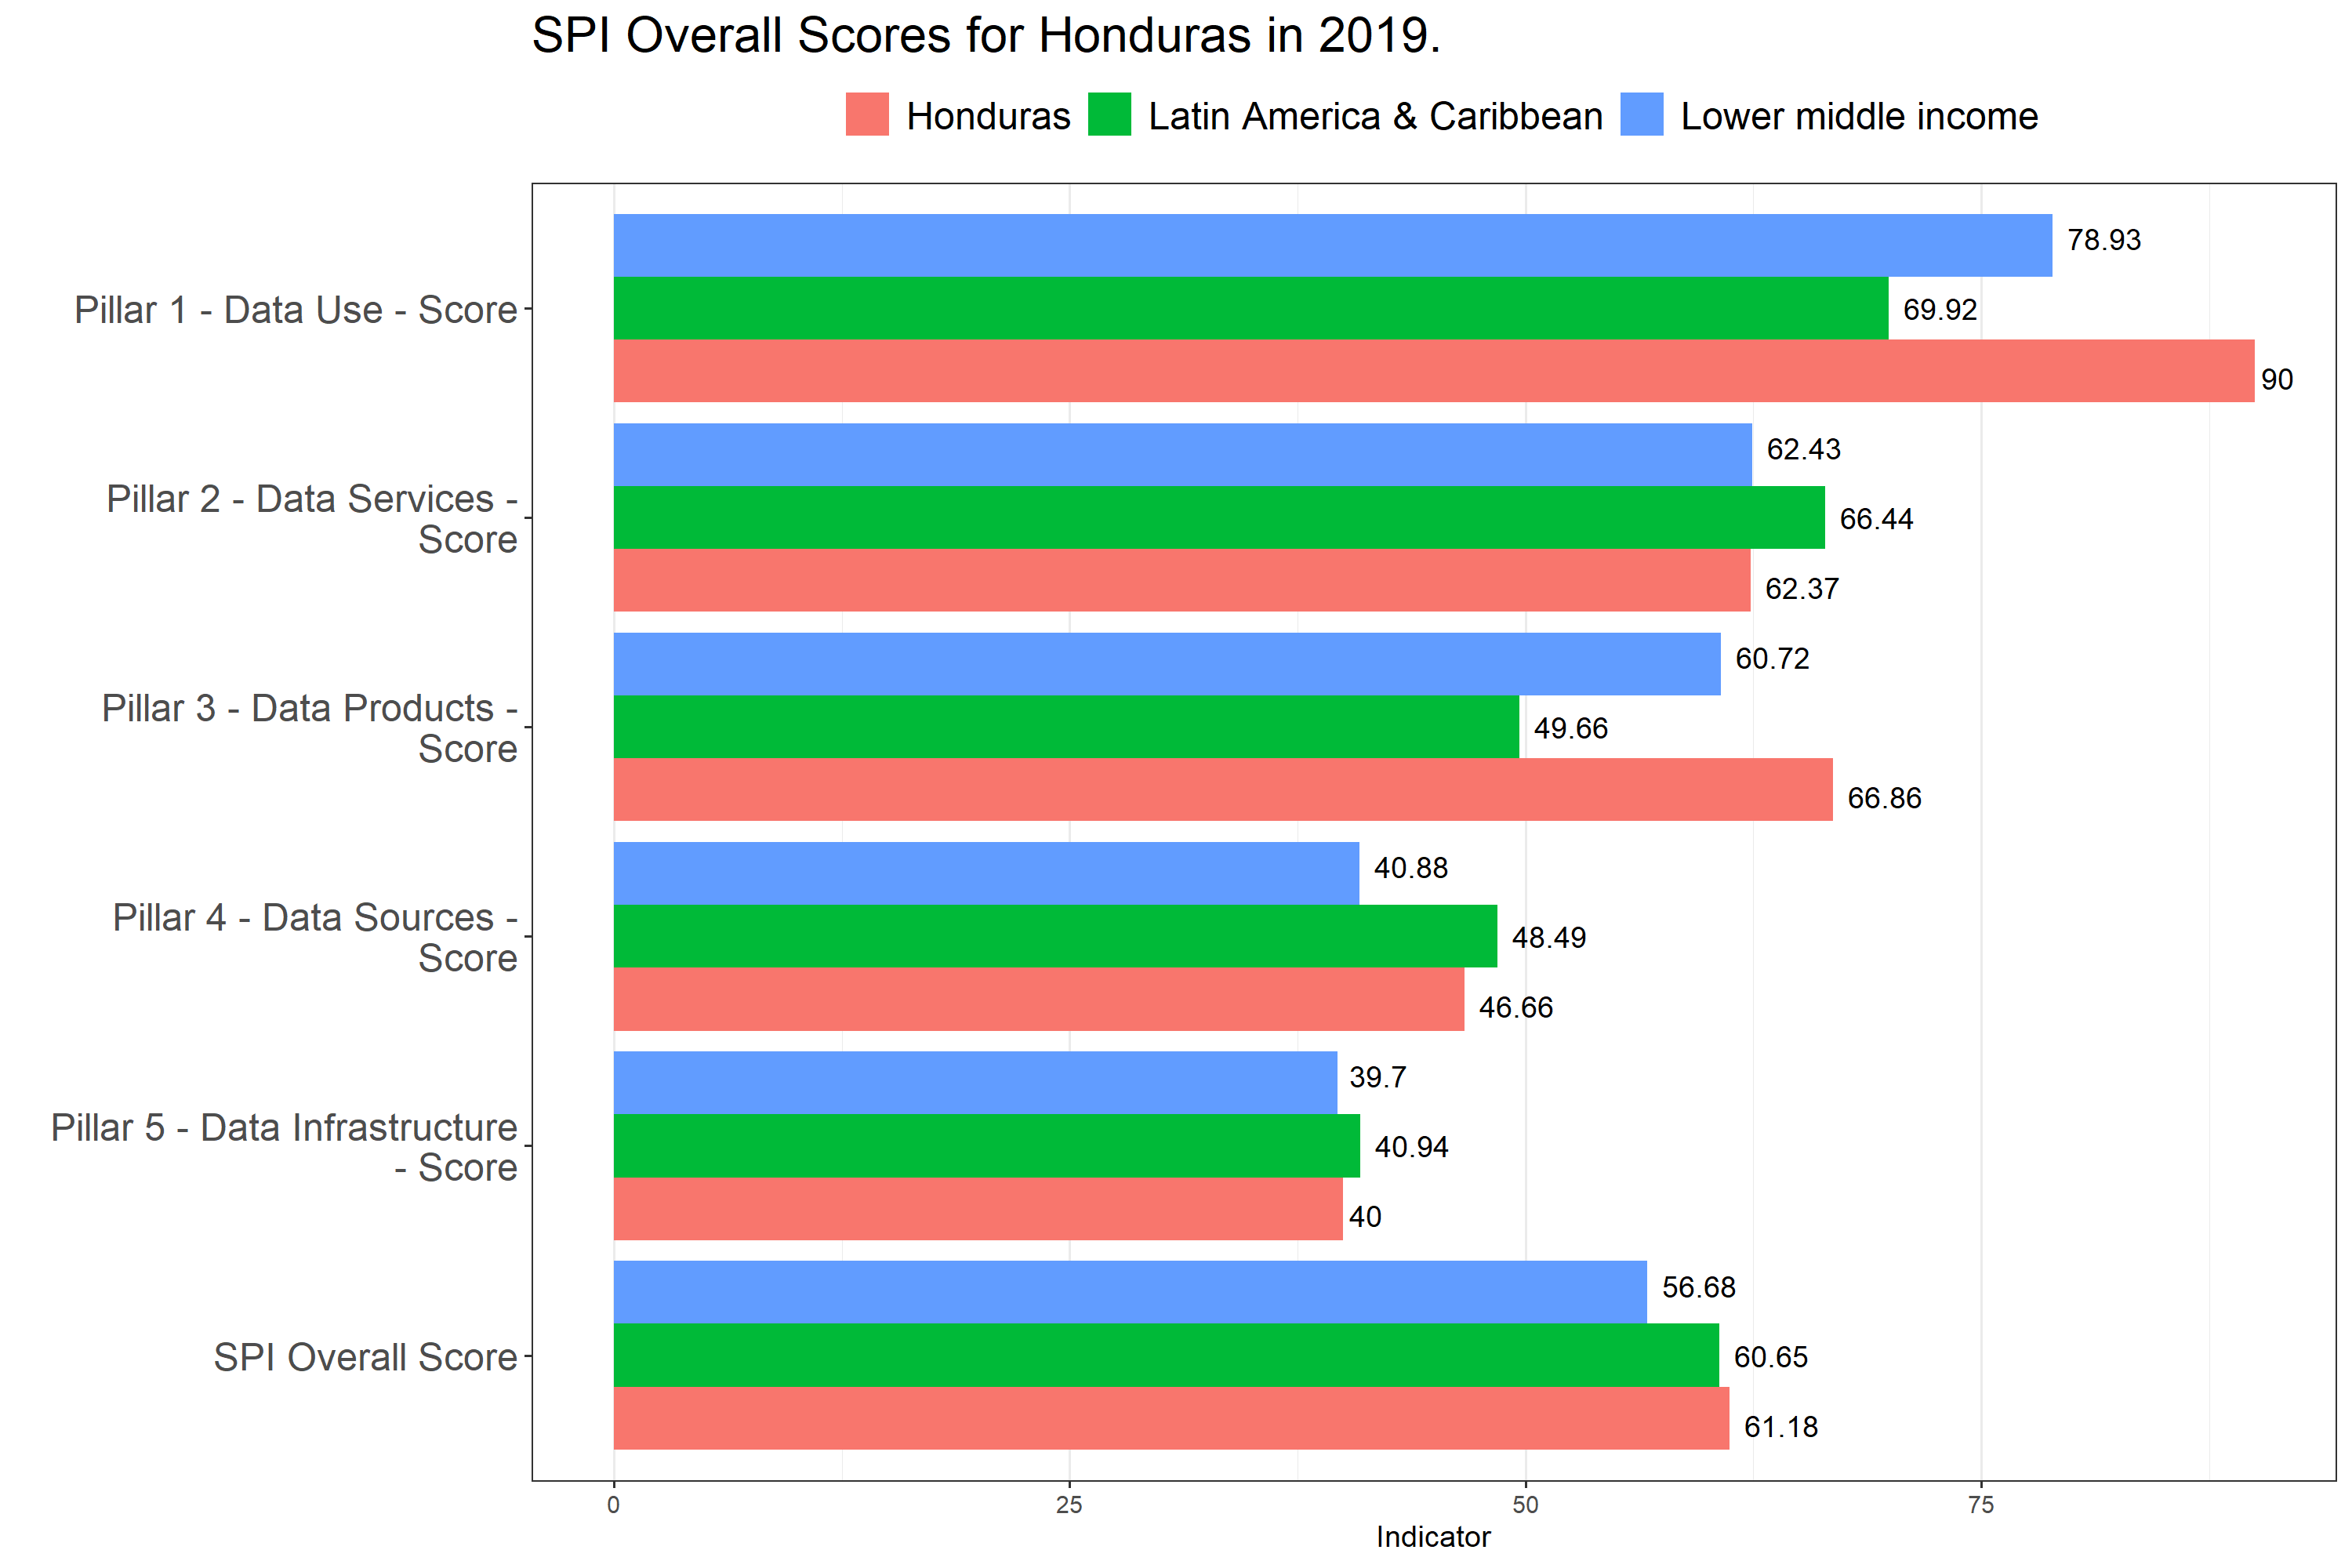 SPI Overall Scores for Honduras in 2019.
Honduras Latin America & Caribbean Lower middle income
Pillar 1 - Data Use - Score
78.93
69.92
90
Pillar 2 - Data Services -
Score
62.43
66.44
62.37
Pillar 3 - Data Products -
Score
60.72
49.66
66.86
Pillar 4 - Data Sources -
Score
40.88
48.49
46.66
Pillar 5 - Data Infrastructure
- Score
39.7
40.94
40
SPI Overall Score
56.68
60.65
61.18
0 25 50 75
Indicator